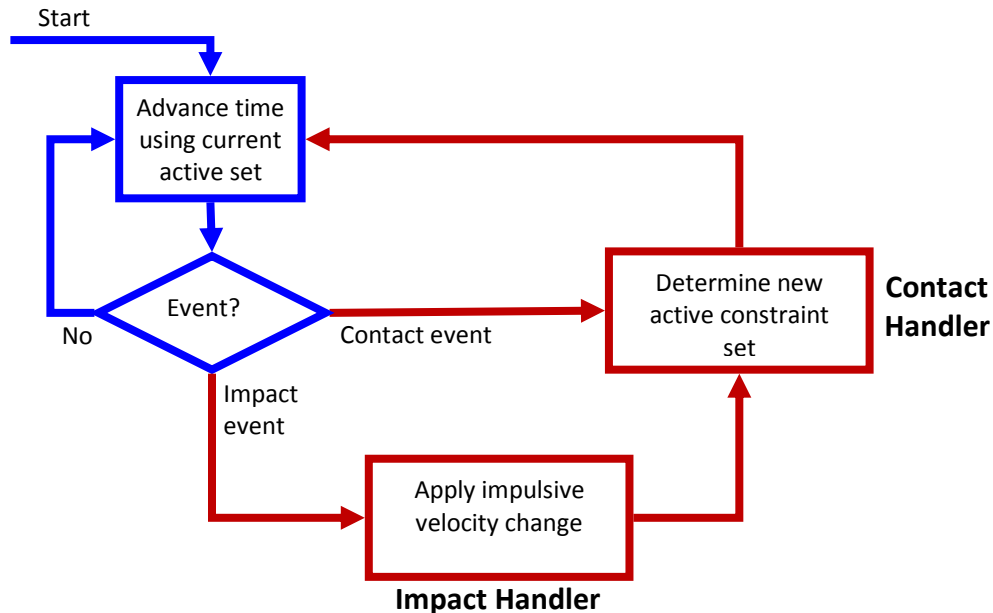 Start
Advance time
using current
active set
Event?
No
Contact event
Impact
event
Determine new
active constraint
set
Contact
Handler
Apply impulsive
velocity change
Impact Handler